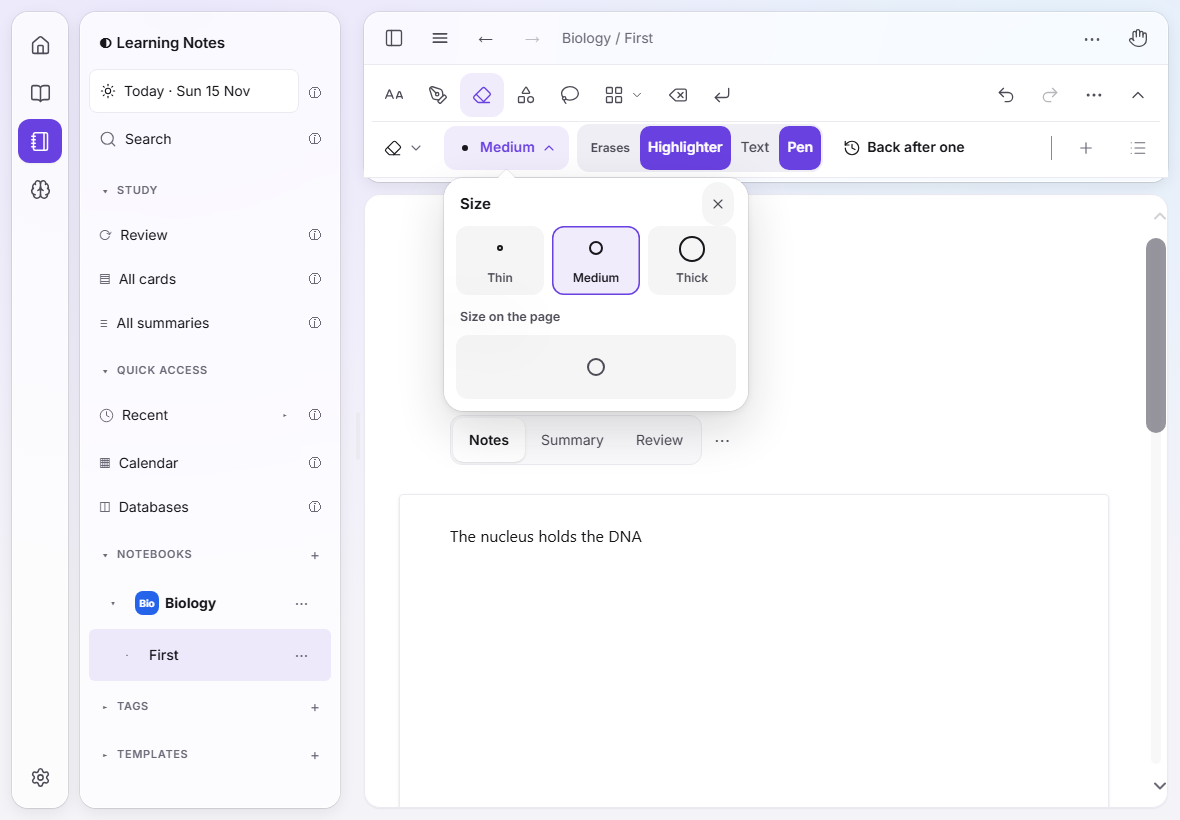 Learning Notes
Today · Sun 15 Nov
Search
STUDY
Review
All cards
All summaries
QUICK ACCESS
Recent
Calendar
Databases
NOTEBOOKS
Bio Biology
First
TAGS
TEMPLATES
Biology / First
AA
Medium
Erases Highlighter Text Pen
Back after one
Size
Thin Medium Thick
Size on the page
Notes Summary Review
The nucleus holds the DNA